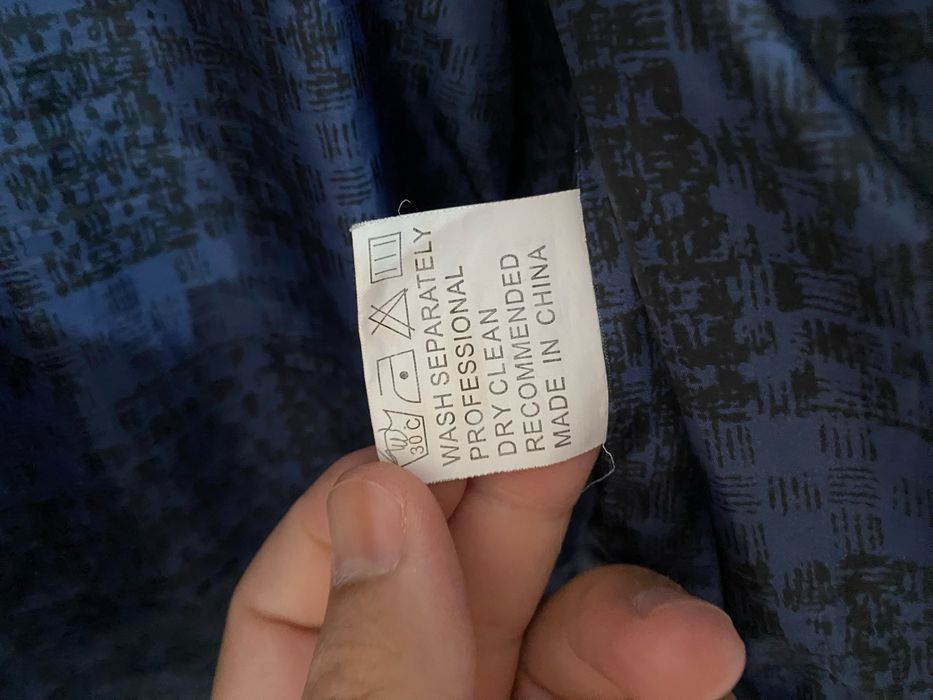 30 C
WASH SEPARATELY
PROFESSIONAL
DRY CLEAN
RECOMMENDED
MADE IN CHINA